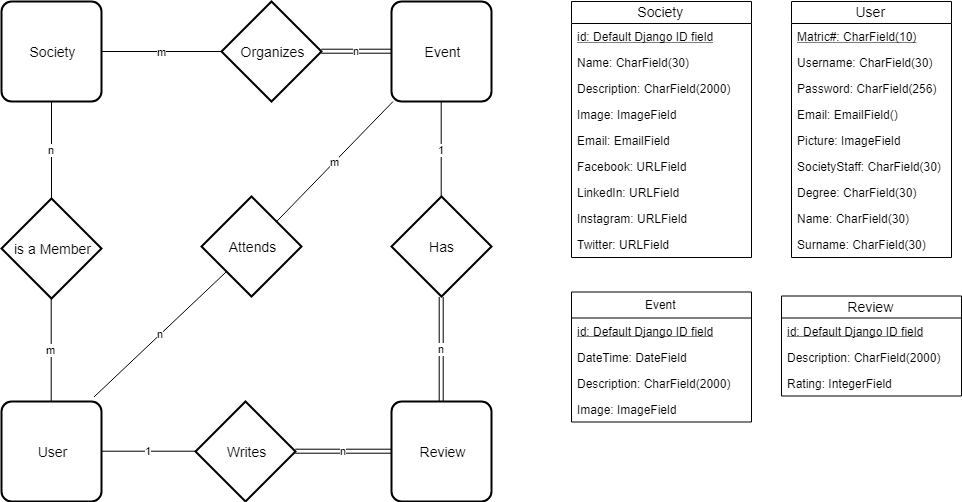 Society
m
Organizes
n
Event
n
m
1
is a Member
Attends
Has
n
m
n
User
1
Writes
n
Review
Society
id: Default Django ID field
Name: CharField(30)
Description: CharField(2000)
Image: ImageField
Email: EmailField
Facebook: URLField
LinkedIn: URLField
Instagram: URLField
Twitter: URLField
User
Matric#: CharField(10)
Username: CharField(30)
Password: CharField(256)
Email: EmailField()
Picture: ImageField
SocietyStaff: CharField(30)
Degree: CharField(30)
Name: CharField(30)
Surname: CharField(30)
Event
id: Default Django ID field
DateTime: DateField
Description: CharField(2000)
Image: ImageField
Review
id: Default Django ID field
Description: CharField(2000)
Rating: IntegerField